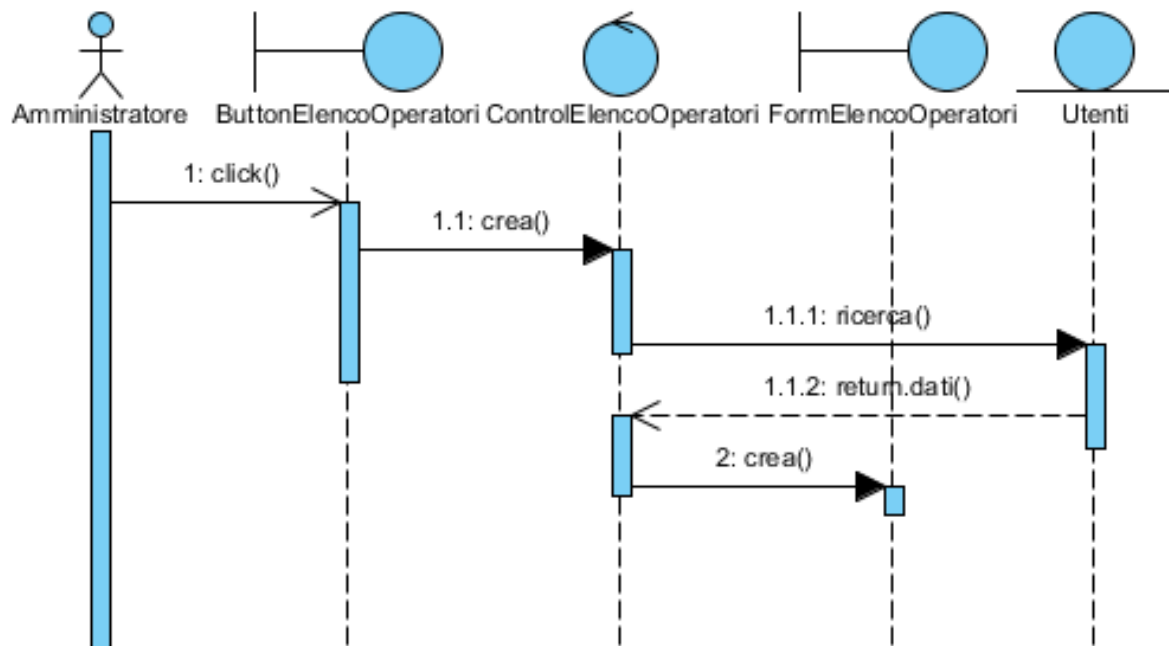 Amministratore
ButtonElencoOperatori
ControlElencoOperatori
FormElencoOperatori
Utenti
1: click()
1.1: crea()
1.1.1: ricerca()
1.1.2: return.dati()
2: crea()